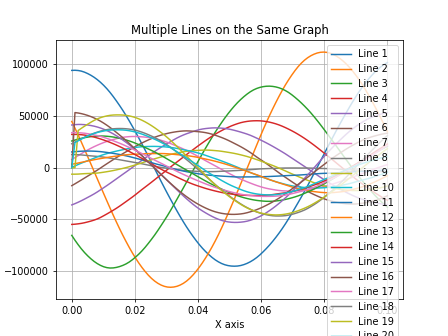 Multiple Lines on the Same Graph
100000
50000
0
−50000
−100000
0.00
0.02
0.04
0.06
0.08
X axis
Line 1
Line 2
Line 3
Line 4
Line 5
Line 6
Line 7
Line 8
Line 9
Line 10
Line 11
Line 12
Line 13
Line 14
Line 15
Line 16
Line 17
Line 18
Line 19
Line 20